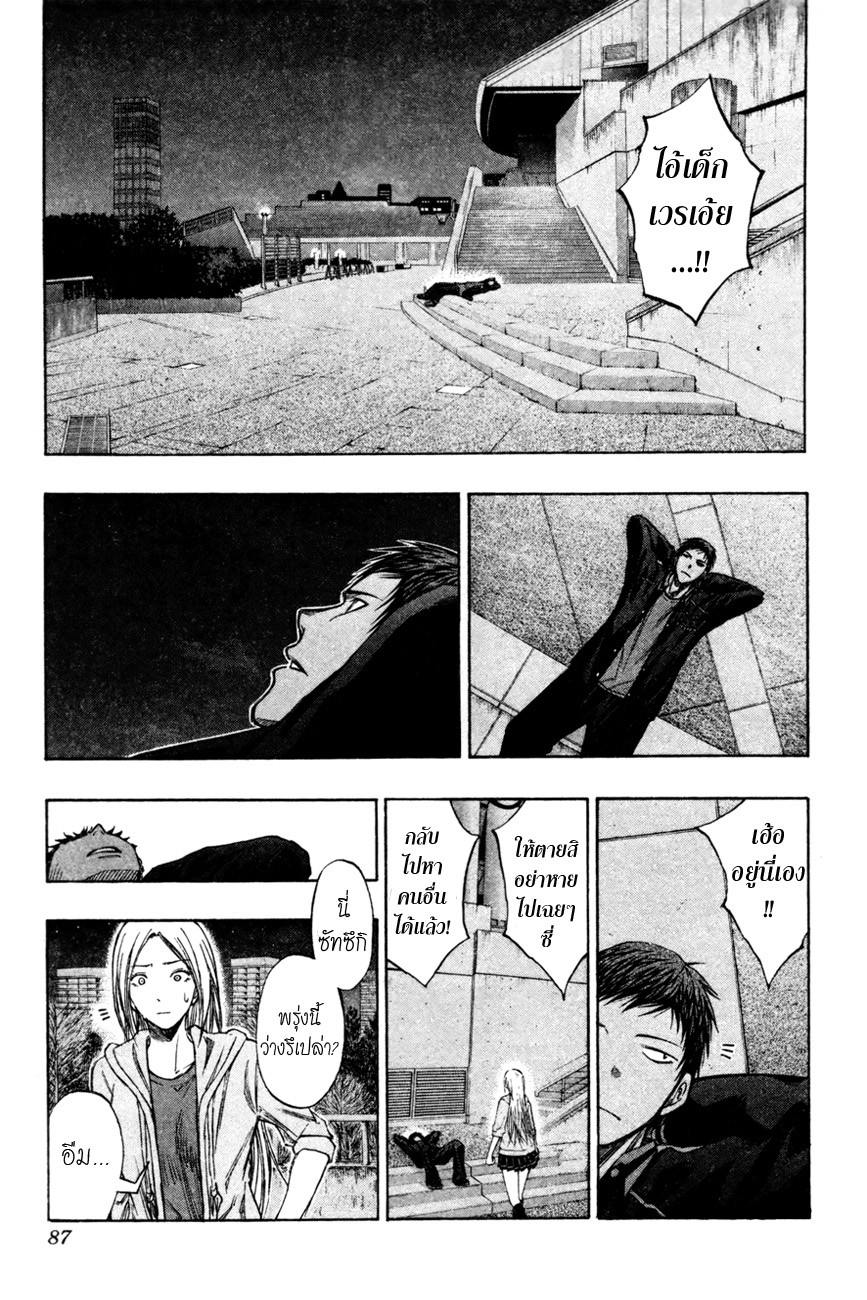 ไอ้เด็ก
เวรเอ้ย
...!!
เฮ้อ
อยู่นี่เอง
!!
ให้ตายสิ
อย่าหาย
ไปเฉยๆ
ซี่
กลับ
ไปหา
คนอื่น
ได้แล้ว!
นี่
ซัทซึกิ
พรุ่งนี้
ว่างรึเปล่า?
อืม...
87